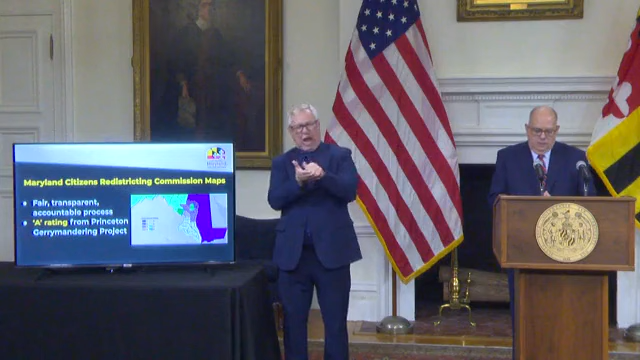 Maryland Citizens Redistricting Commission Maps
● Fair, transparent,
accountable process
● ‘A’ rating from Princeton
Gerrymandering Project